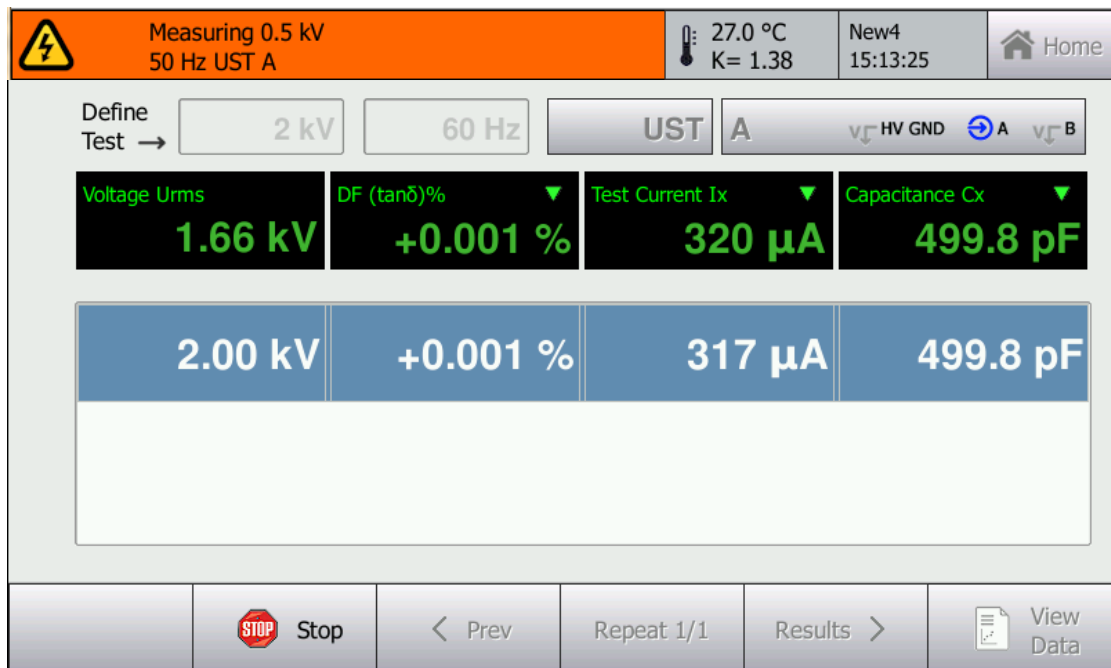 Measuring 0.5 kV
50 Hz UST A
27.0 °C
K= 1.38
New4
15:13:25
Home
Define
Test →
2 kV
60 Hz
UST
A
HV GND
A
B
Voltage Urms
1.66 kV
DF (tanδ)%
+0.001 %
Test Current Ix
320 µA
Capacitance Cx
499.8 pF
2.00 kV
+0.001 %
317 µA
499.8 pF
STOP
Stop
Prev
Repeat 1/1
Results
View
Data